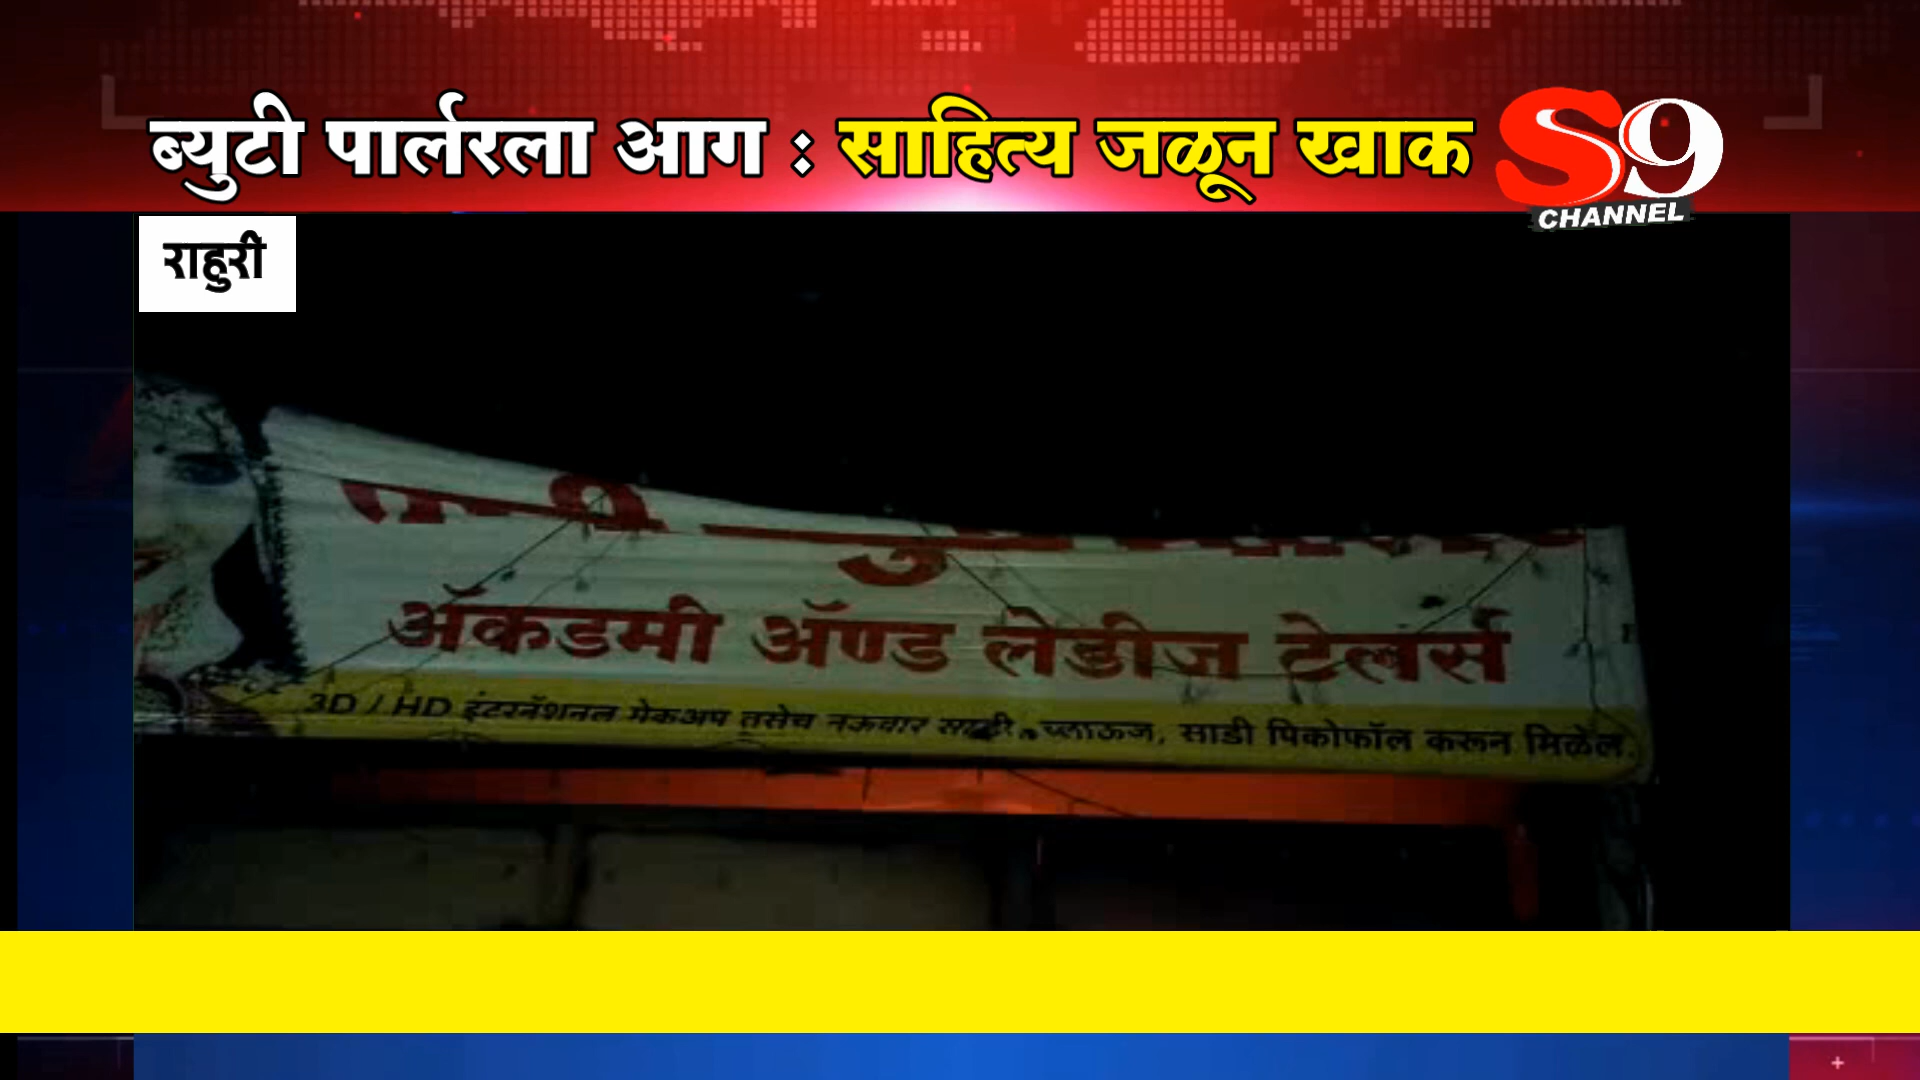 ब्युटी पार्लरला आग : साहित्य जळून खाक
S9
CHANNEL
राहुरी
अॅकडमी अॅण्ड लेडीज टेलर्स
3D / HD इंटरनॅशनल मेकअप तसेच नऊवार साडी, ब्लाऊज, साडी पिकोफॉल करून मिळेल.